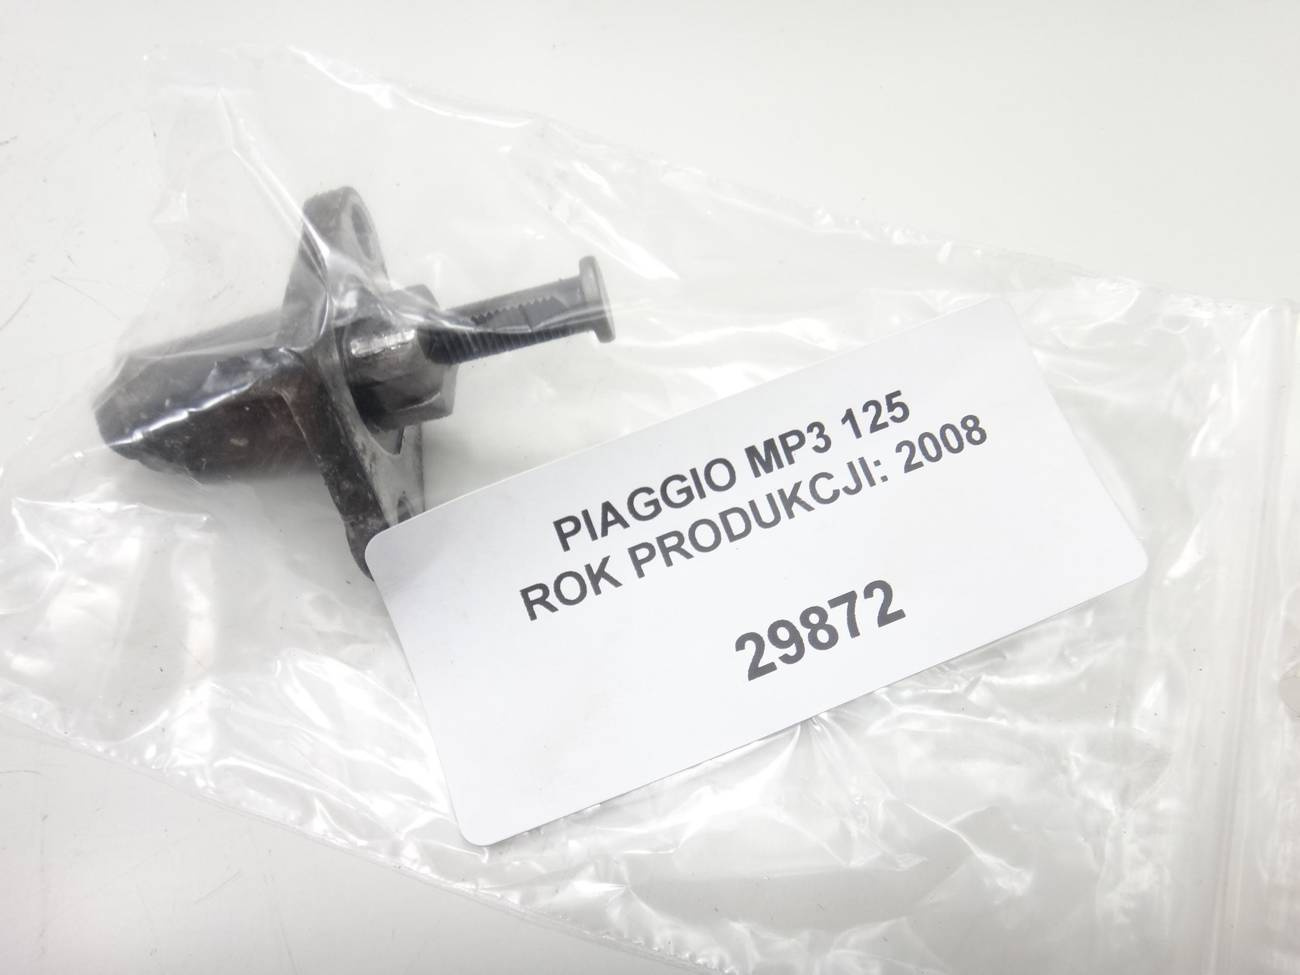 PIAGGIO MP3 125
ROK PRODUKCJI: 2008
29872